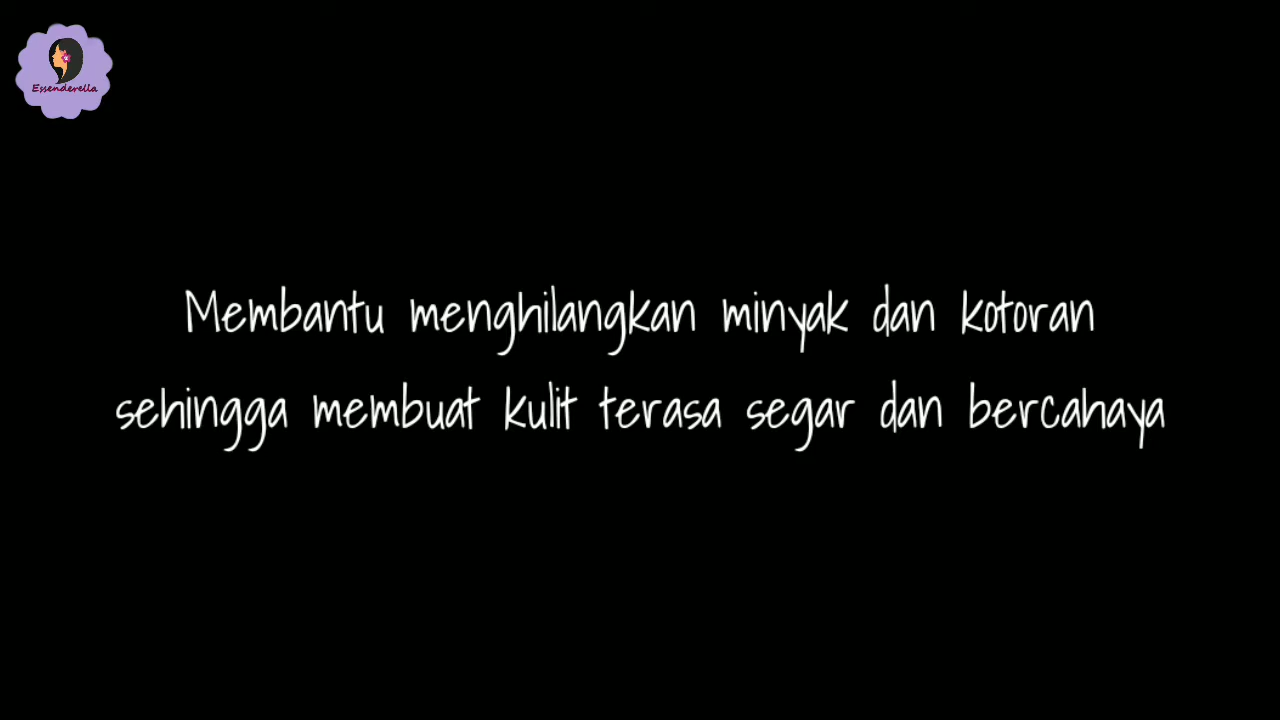 Essenderella
Membantu menghilangkan minyak dan kotoran
sehingga membuat kulit terasa segar dan bercahaya